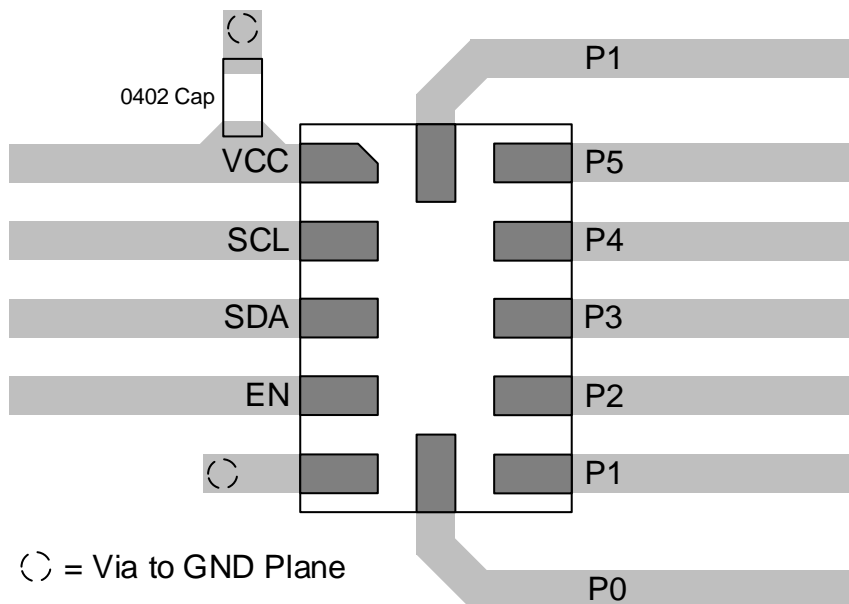 P1
0402 Cap
VCC
P5
SCL
P4
SDA
P3
EN
P2
P1
= Via to GND Plane
P0